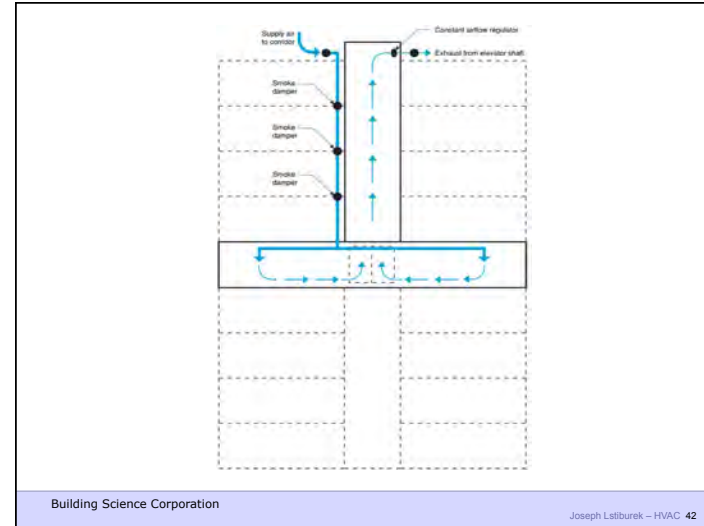 Supply air
to corridor
Constant airflow regulator
Exhaust from elevator shaft
Smoke
damper
Smoke
damper
Smoke
damper
Building Science Corporation
Joseph Lstiburek – HVAC 42